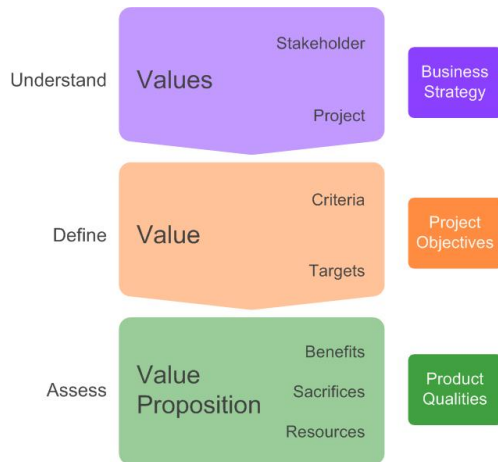 Understand
Values
Stakeholder
Project
Business
Strategy
Define
Value
Criteria
Targets
Project
Objectives
Assess
Value
Proposition
Benefits
Sacrifices
Resources
Product
Qualities